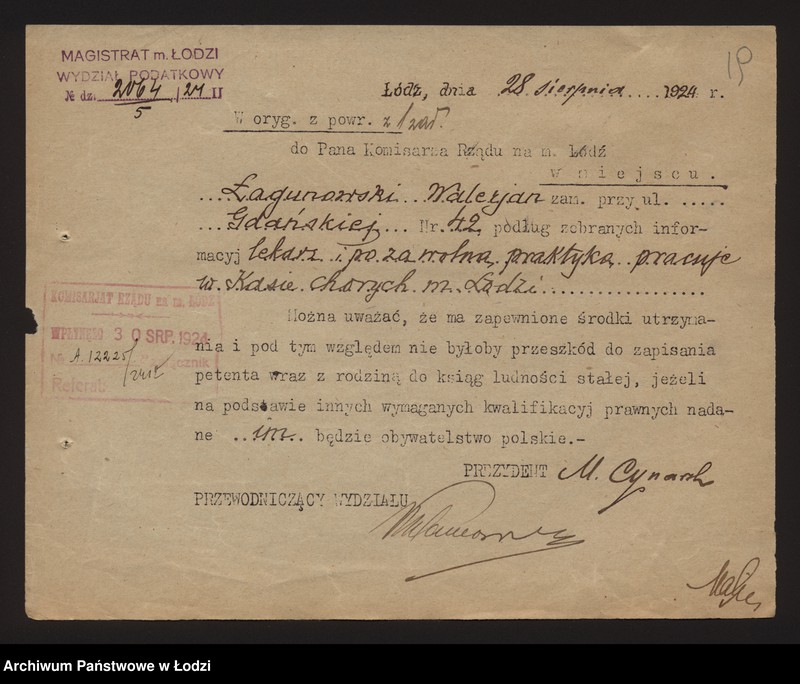 19
MAGISTRAT m. ŁODZI
WYDZIAŁ PODATKOWY
№ dz. 2064/24 II
5
Łódź, dnia 28 sierpnia 1924 r.
W oryg. z powr. z 1 zał.
do Pana Komisarza Rządu na m. Łódź
w miejscu.
Łagunowski Walerjan zam. przy ul.
Gdańskiej Nr. 42 podług zebranych infor-
macyj lekarz i poza wolną praktyką pracuje
w Kasie chorych m. Łodzi
Można uważać, że ma zapewnione środki utrzyma-
nia i pod tym względem nie byłoby przeszkód do zapisania
petenta wraz z rodziną do ksiąg ludności stałej, jeżeli
na podstawie innych wymaganych kwalifikacyj prawnych nada-
ne im będzie obywatelstwo polskie.-
KOMISARJAT RZĄDU na m. ŁÓDŹ
WPŁYNĘŁO 30 SRP. 1924
№ A.12225/ łącznik
Referat
PREZYDENT M. Cynarski
PRZEWODNICZĄCY WYDZIAŁU
Archiwum Państwowe w Łodzi